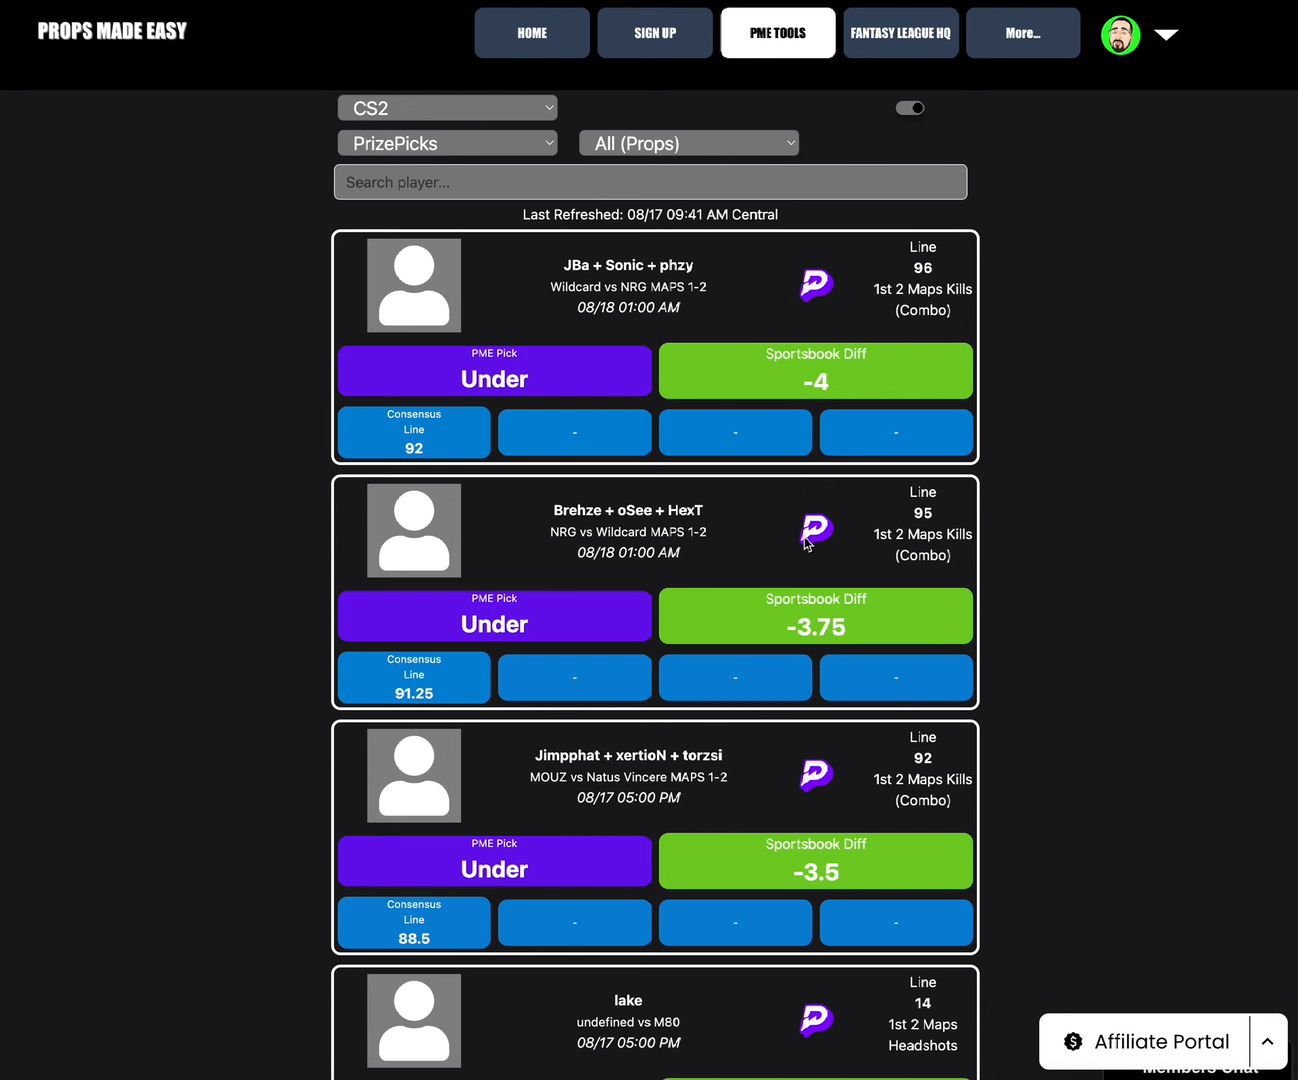 PROPS MADE EASY
HOME
SIGN UP
PME TOOLS
FANTASY LEAGUE HQ
More...
CS2
PrizePicks
All (Props)
Search player...
Last Refreshed: 08/17 09:41 AM Central
JBa + Sonic + phzy
Wildcard vs NRG MAPS 1-2
08/18 01:00 AM
Line
96
1st 2 Maps Kills
(Combo)
PME Pick
Under
Sportsbook Diff
-4
Consensus
Line
92
-
-
-
Brehze + oSee + HexT
NRG vs Wildcard MAPS 1-2
08/18 01:00 AM
Line
95
1st 2 Maps Kills
(Combo)
PME Pick
Under
Sportsbook Diff
-3.75
Consensus
Line
91.25
-
-
-
Jimpphat + xertioN + torzsi
MOUZ vs Natus Vincere MAPS 1-2
08/17 05:00 PM
Line
92
1st 2 Maps Kills
(Combo)
PME Pick
Under
Sportsbook Diff
-3.5
Consensus
Line
88.5
-
-
-
lake
undefined vs M80
08/17 05:00 PM
Line
14
1st 2 Maps
Headshots
Affiliate Portal
Members Chat